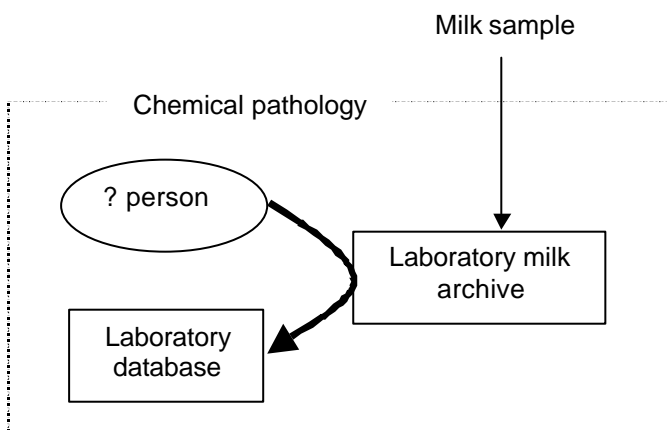 Milk sample
Chemical pathology
? person
Laboratory milk
archive
Laboratory
database